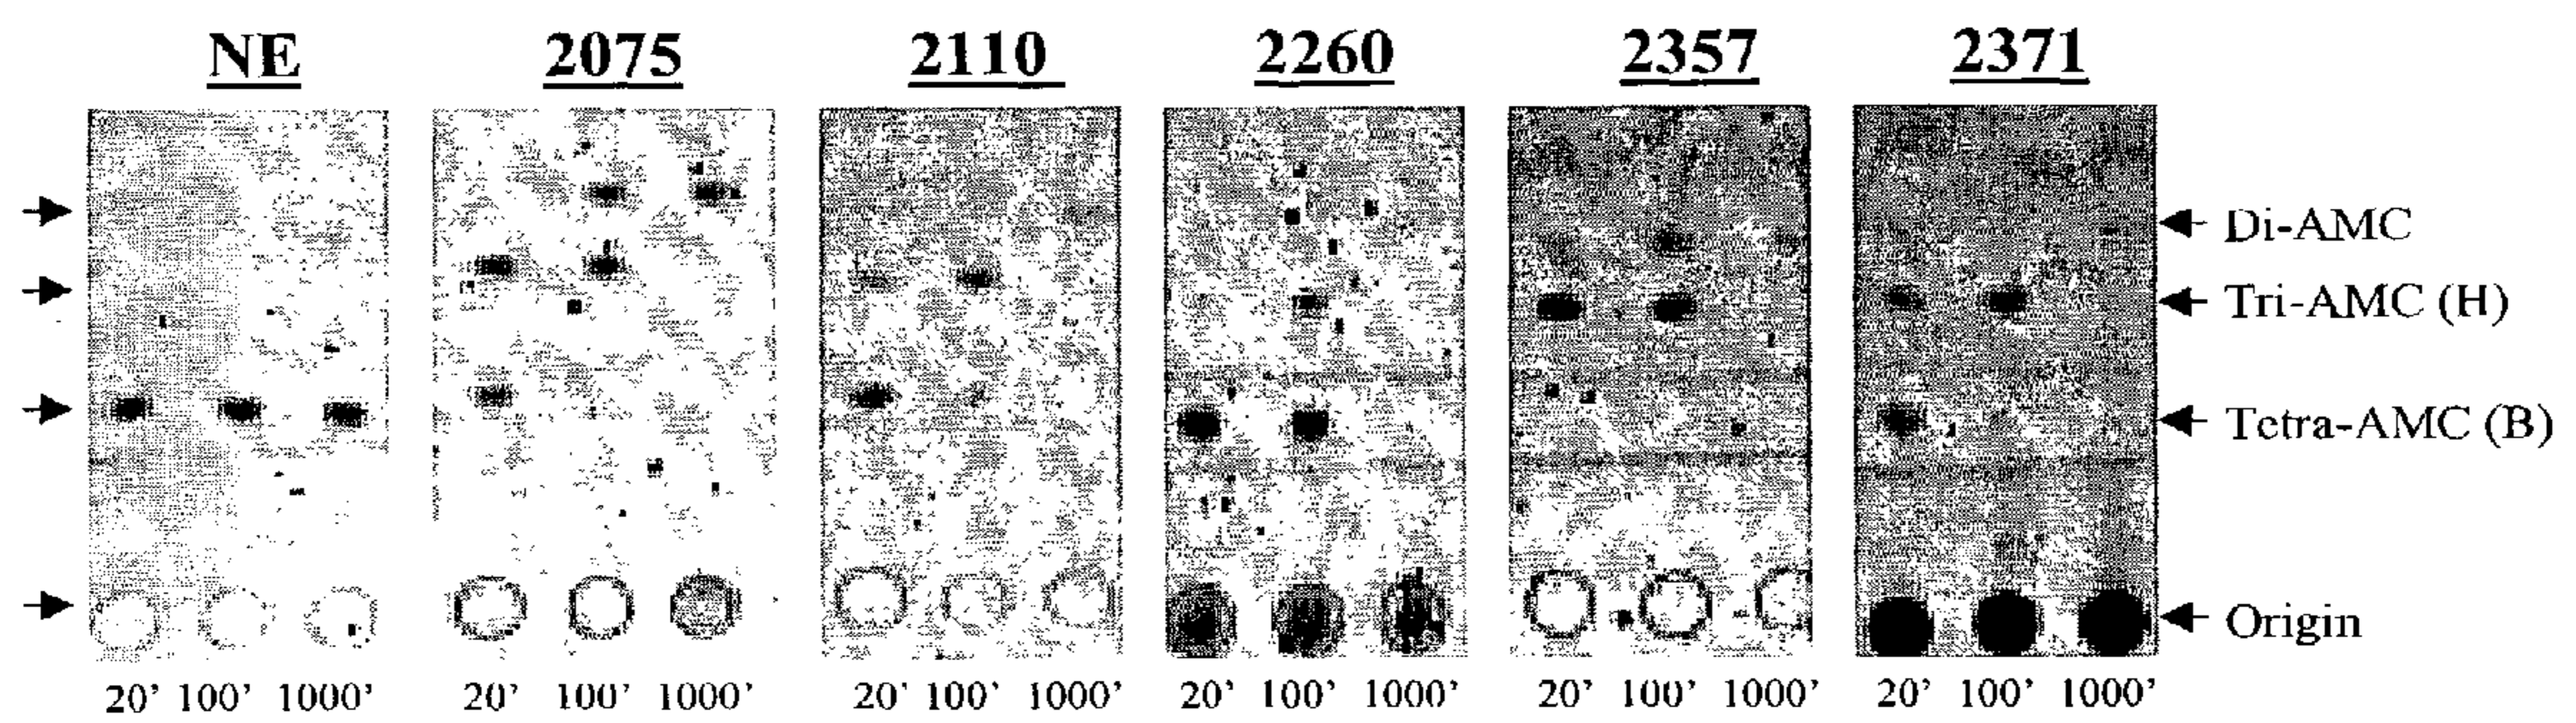 NE 2075 2110 2260 2357 2371
Di-AMC
Tri-AMC (H)
Tetra-AMC (B)
Origin
20' 100' 1000' 20' 100' 1000' 20' 100' 1000' 20' 100' 1000' 20' 100' 1000' 20' 100' 1000'